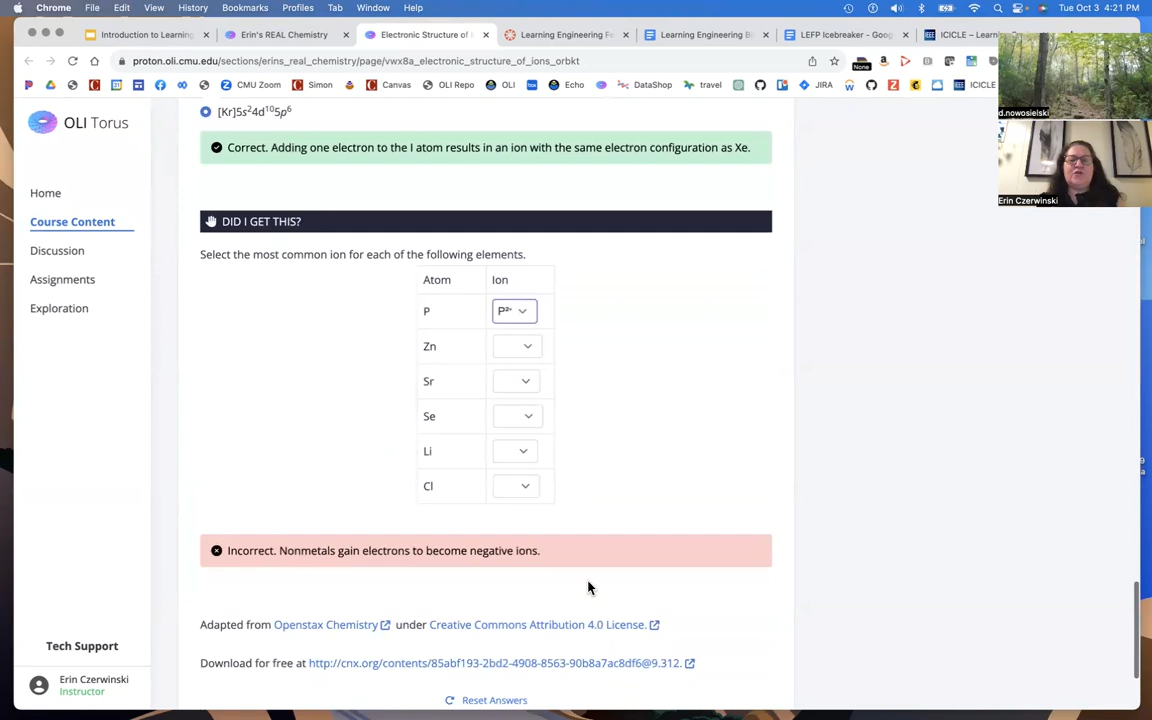 Chrome File Edit View History Bookmarks Profiles Tab Window Help Tue Oct 3 4:21 PM
Introduction to Learning Erin's REAL Chemistry Electronic Structure of Learning Engineering Fe Learning Engineering Bi LEFP Icebreaker - Goog ICICLE – Learning
proton.oli.cmu.edu/sections/erins_real_chemistry/page/vwx8a_electronic_structure_of_ions_orbkt
None
CMU Zoom Simon Canvas OLI Repo OLI Echo DataShop travel JIRA ICICLE
d.nowosielski
Erin Czerwinski
OLI Torus
Home
Course Content
Discussion
Assignments
Exploration
Tech Support
Erin Czerwinski
Instructor
[Kr]5s²4d¹⁰5p⁶
Correct. Adding one electron to the I atom results in an ion with the same electron configuration as Xe.
DID I GET THIS?
Select the most common ion for each of the following elements.
Atom Ion
P
Zn
Sr
Se
Li
Cl
Incorrect. Nonmetals gain electrons to become negative ions.
Adapted from Openstax Chemistry under Creative Commons Attribution 4.0 License.
Download for free at http://cnx.org/contents/85abf193-2bd2-4908-8563-90b8a7ac8df6@9.312.
Reset Answers